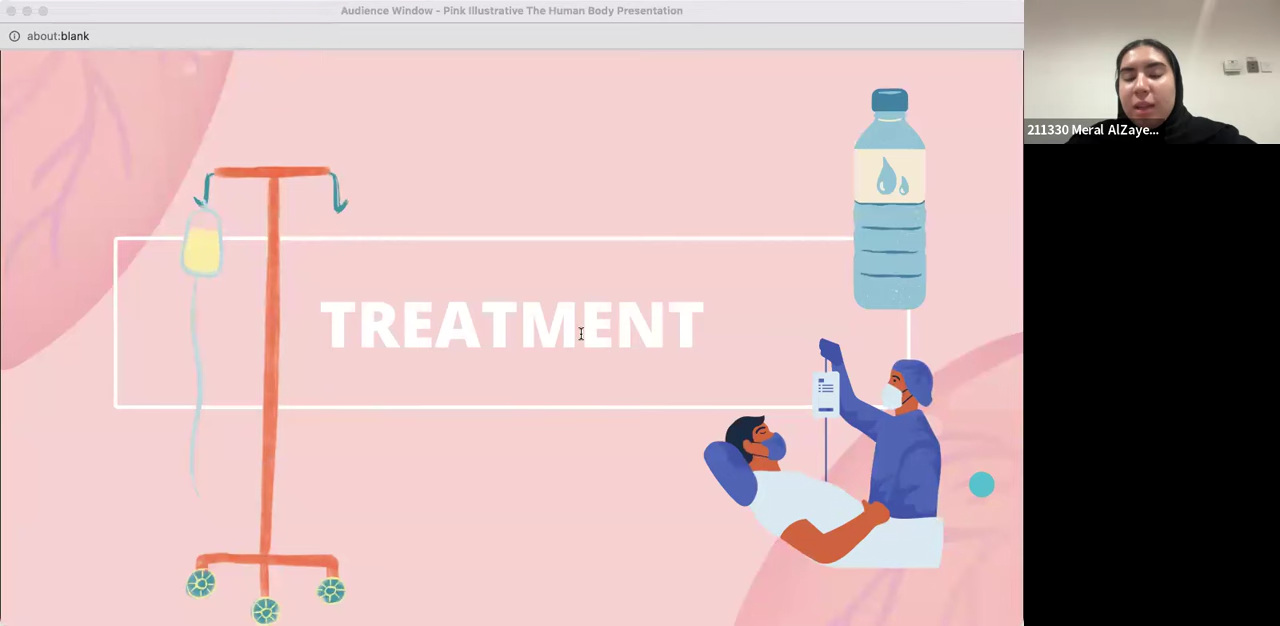 Audience Window - Pink Illustrative The Human Body Presentation
about:blank
TREATMENT
211330 Meral AlZaye...